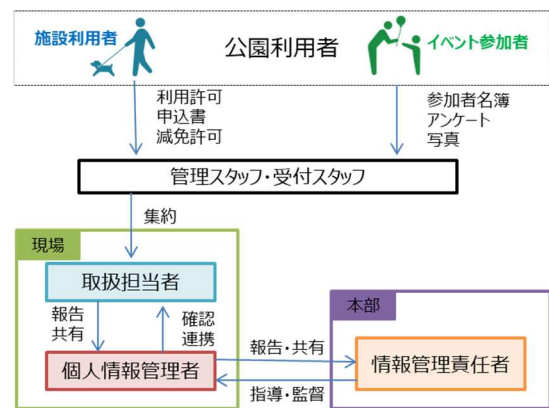 施設利用者
公園利用者
イベント参加者
利用許可
申込書
減免許可
参加者名簿
アンケート
写真
管理スタッフ・受付スタッフ
集約
現場
取扱担当者
本部
報告
共有
確認
連携
報告・共有
個人情報管理者
情報管理責任者
指導・監督